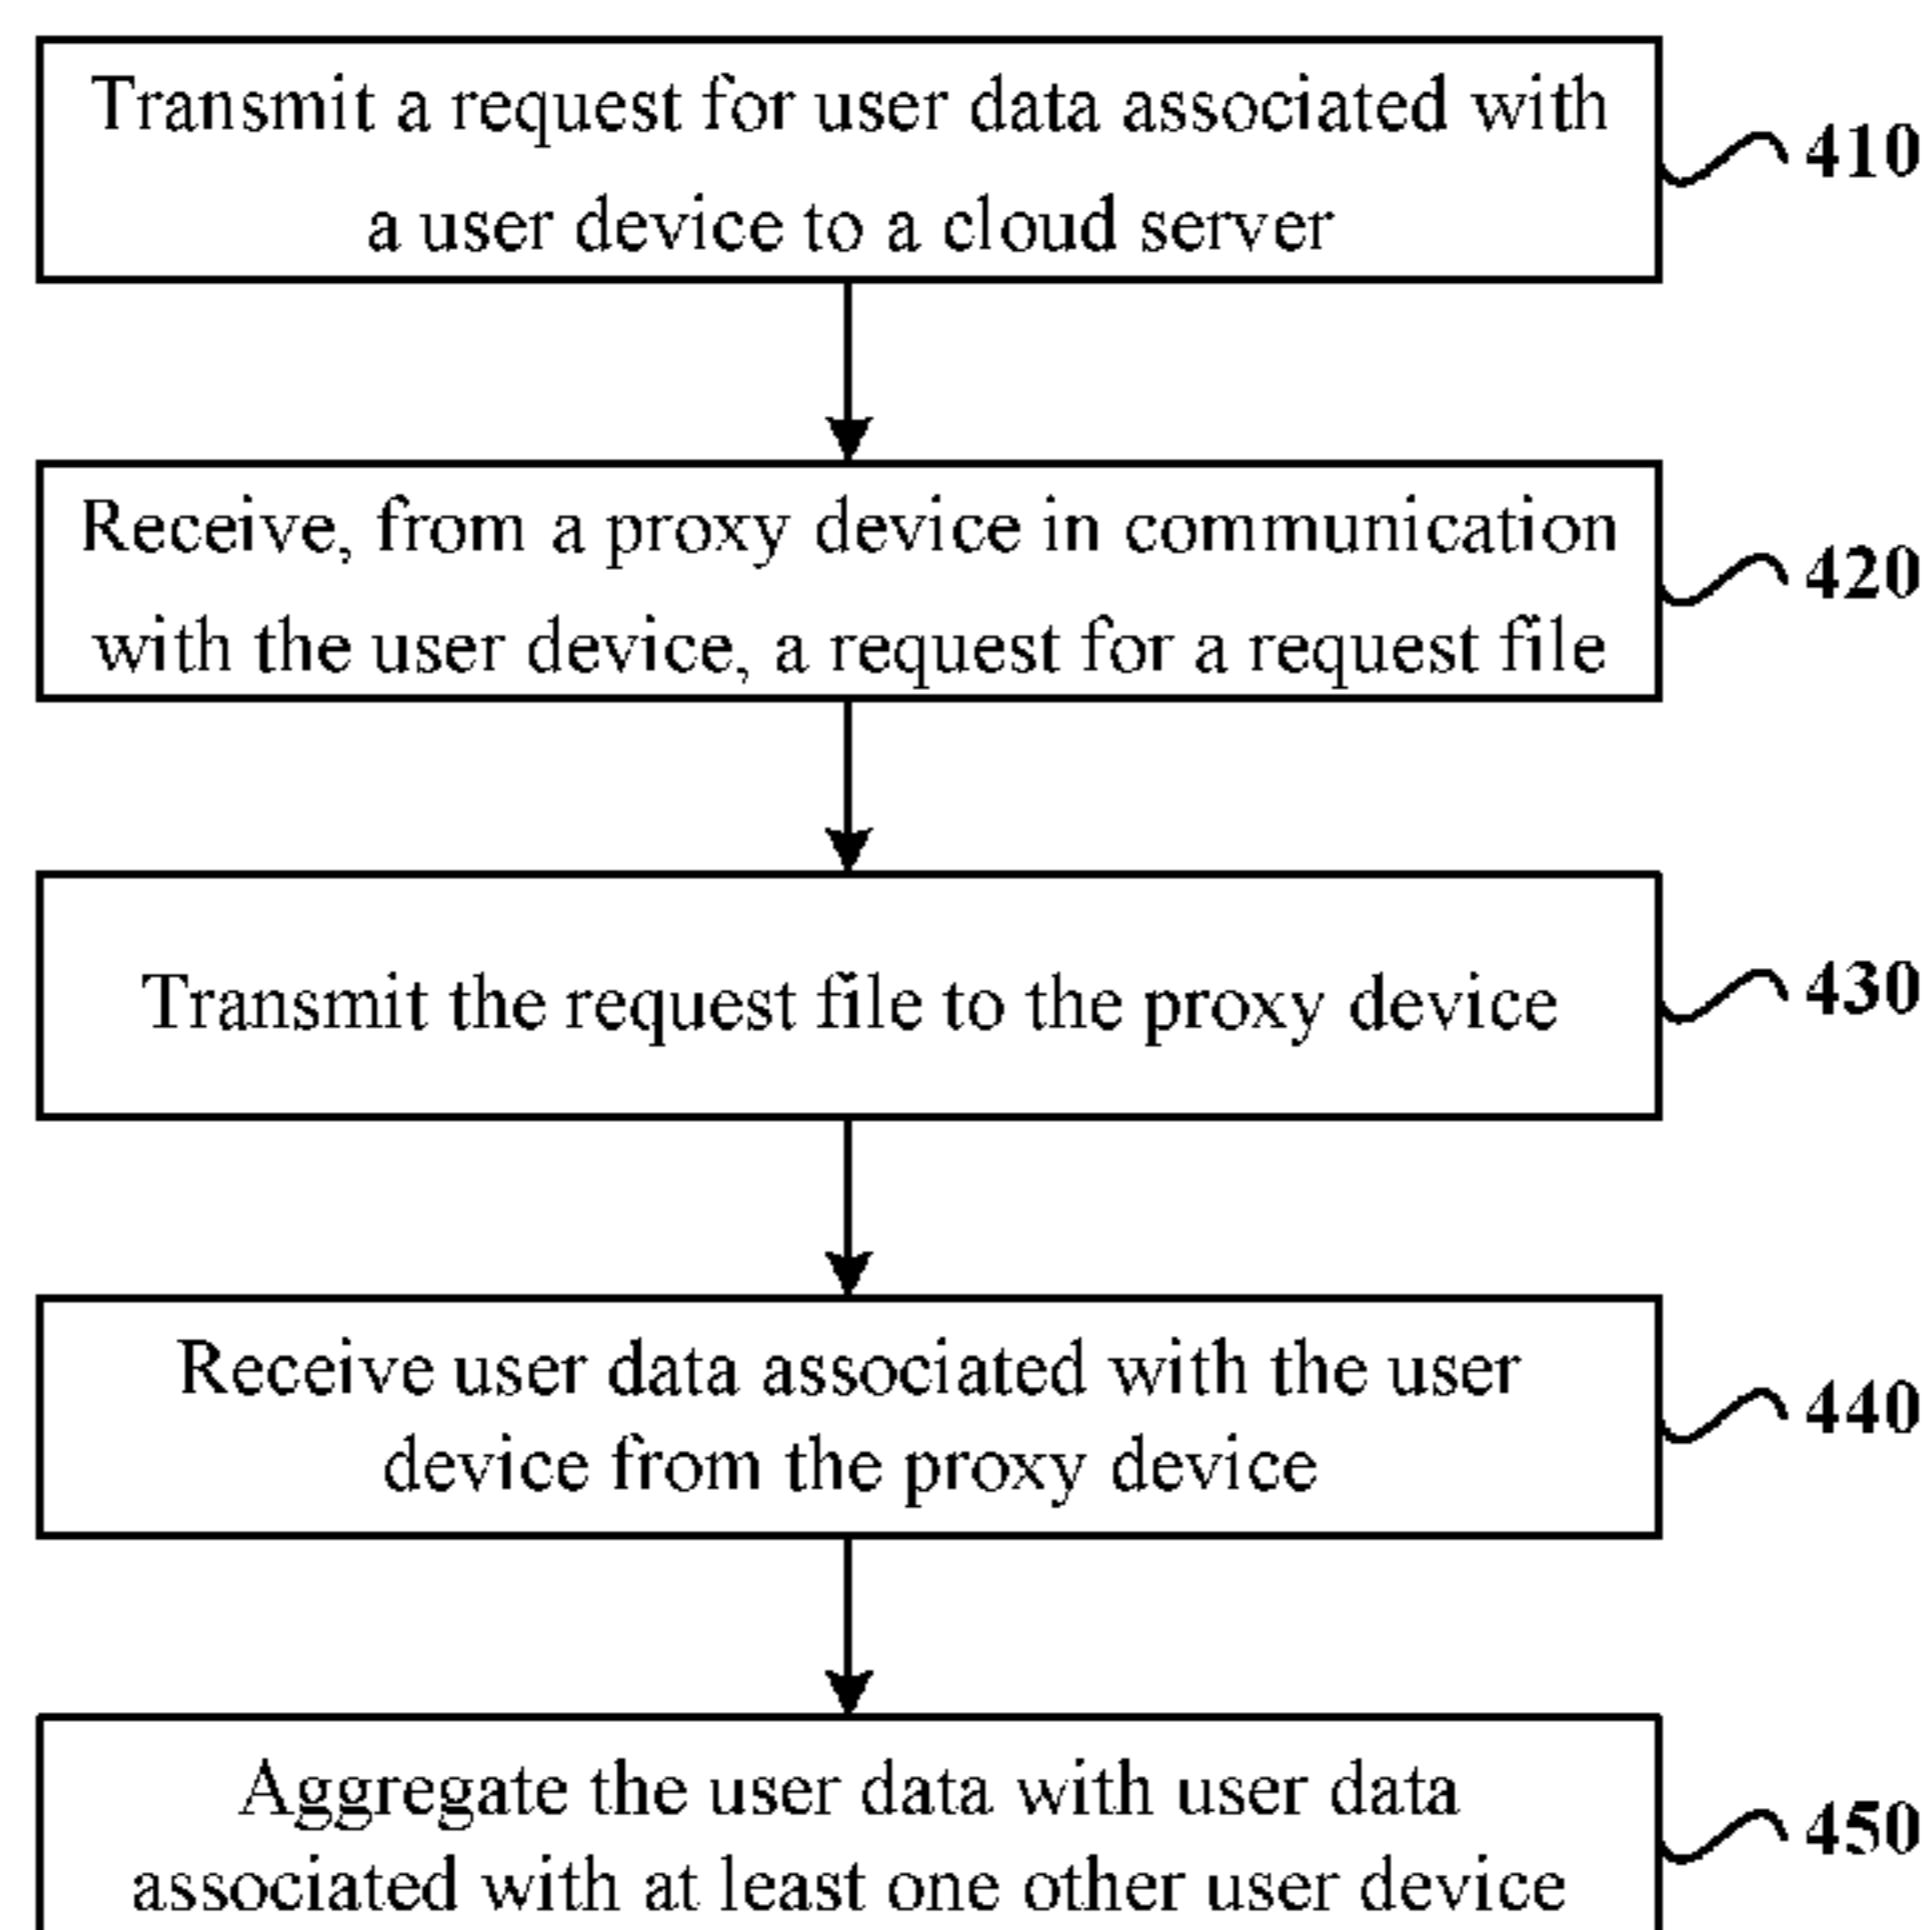 Transmit a request for user data associated with
a user device to a cloud server
410
Receive, from a proxy device in communication
with the user device, a request for a request file
420
Transmit the request file to the proxy device
430
Receive user data associated with the user
device from the proxy device
440
Aggregate the user data with user data
associated with at least one other user device
450